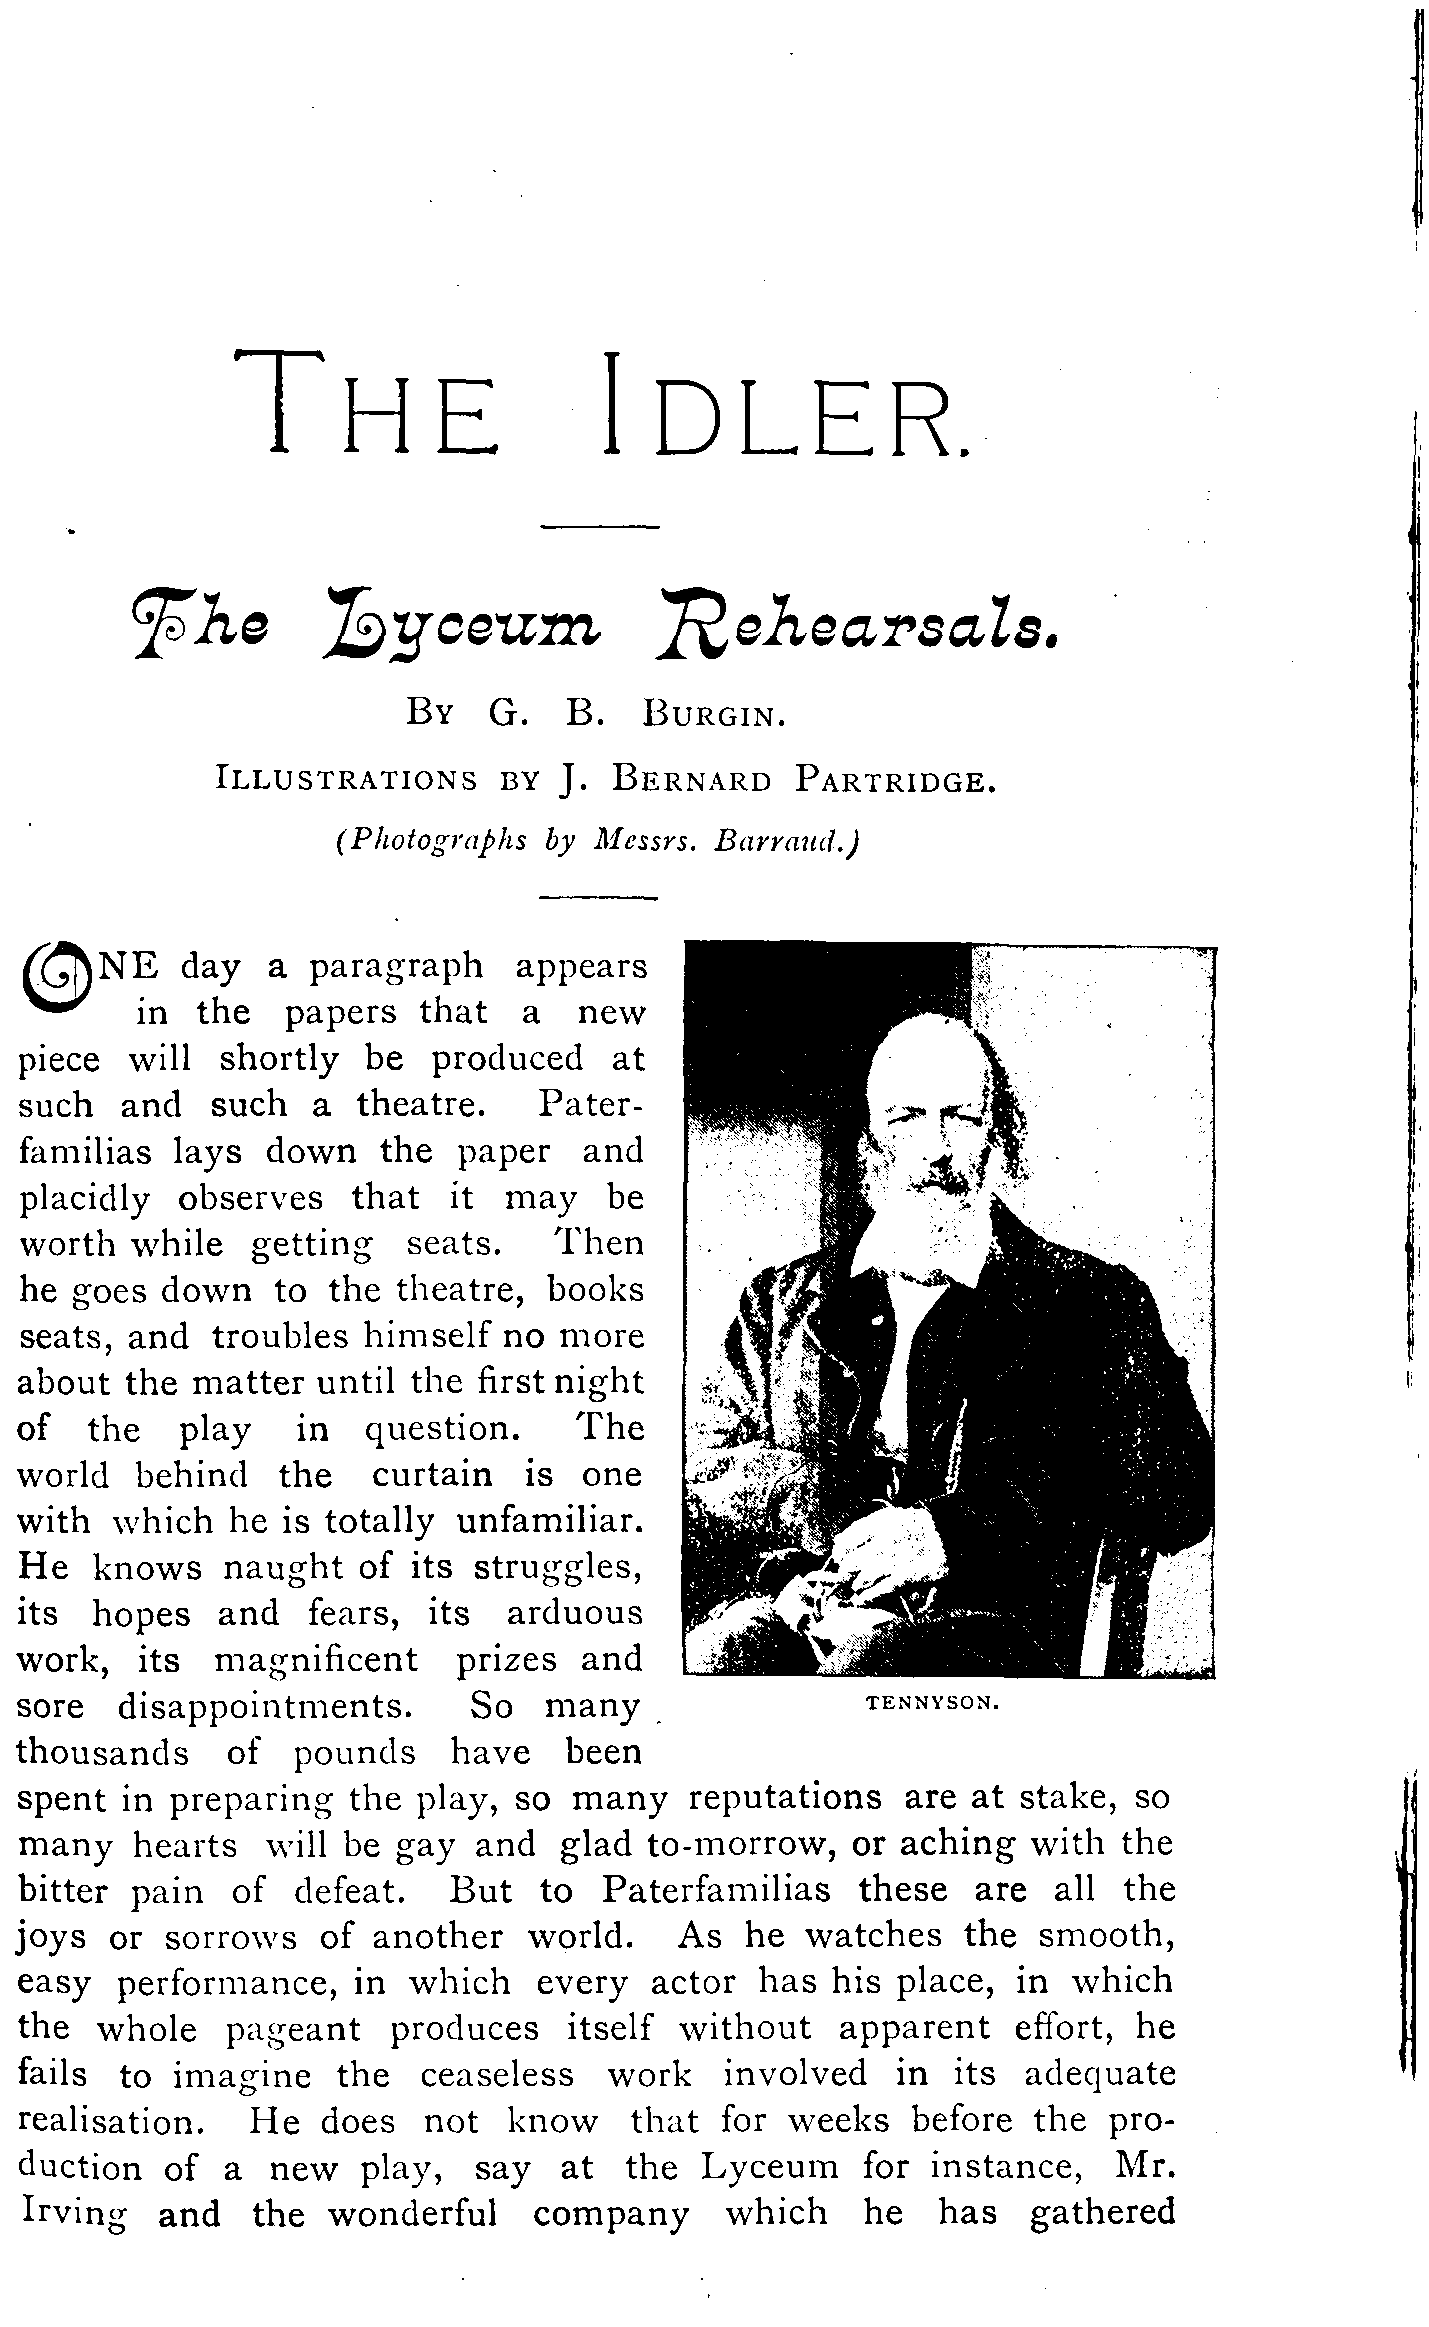 THE IDLER.
The Lyceum Rehearsals.
BY G. B. BURGIN.
ILLUSTRATIONS BY J. BERNARD PARTRIDGE.
(Photographs by Messrs. Barraud.)
ONE day a paragraph appears
in the papers that a new
piece will shortly be produced at
such and such a theatre. Pater-
familias lays down the paper and
placidly observes that it may be
worth while getting seats. Then
he goes down to the theatre, books
seats, and troubles himself no more
about the matter until the first night
of the play in question. The
world behind the curtain is one
with which he is totally unfamiliar.
He knows naught of its struggles,
its hopes and fears, its arduous
work, its magnificent prizes and
sore disappointments. So many
thousands of pounds have been
TENNYSON.
spent in preparing the play, so many reputations are at stake, so
many hearts will be gay and glad to-morrow, or aching with the
bitter pain of defeat. But to Paterfamilias these are all the
joys or sorrows of another world. As he watches the smooth,
easy performance, in which every actor has his place, in which
the whole pageant produces itself without apparent effort, he
fails to imagine the ceaseless work involved in its adequate
realisation. He does not know that for weeks before the pro-
duction of a new play, say at the Lyceum for instance, Mr.
Irving and the wonderful company which he has gathered